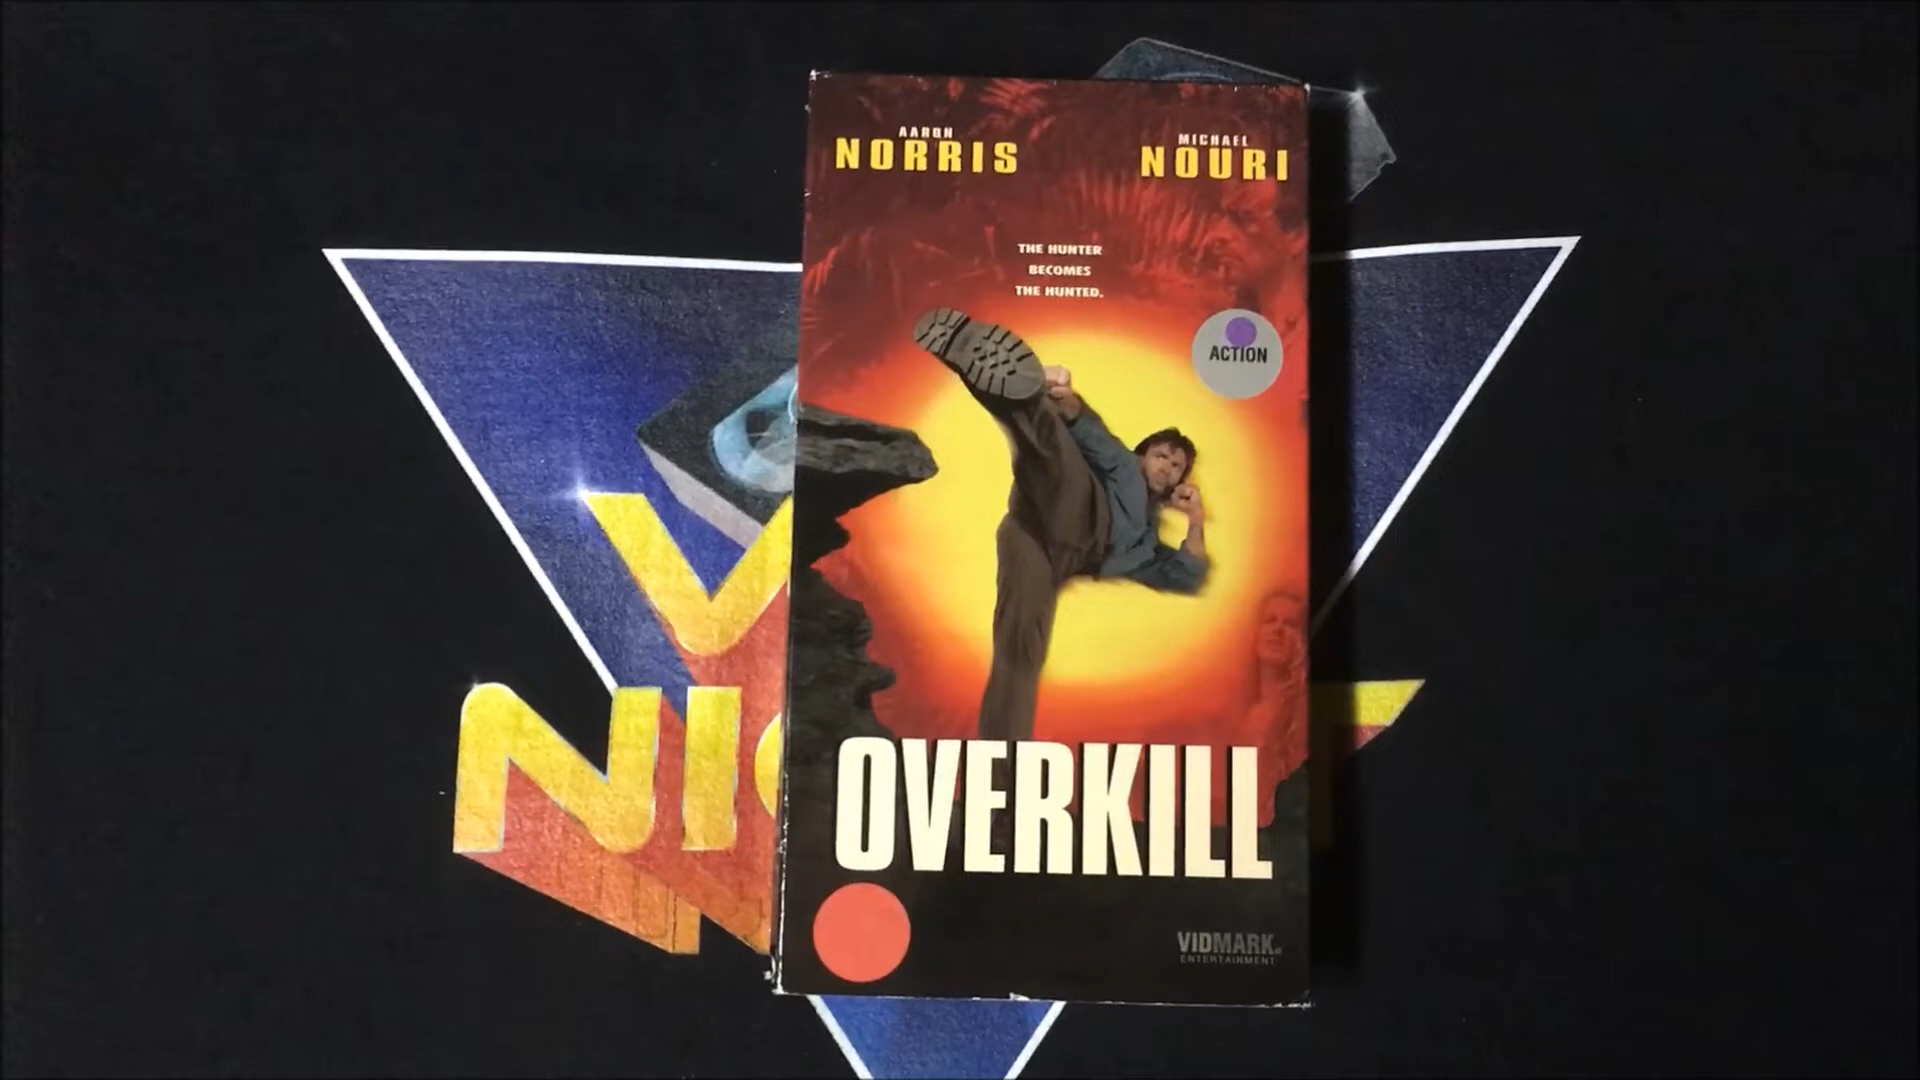 AARON
NORRIS
MICHAEL
NOURI
THE HUNTER
BECOMES
THE HUNTED.
ACTION
OVERKILL
VIDMARK
ENTERTAINMENT